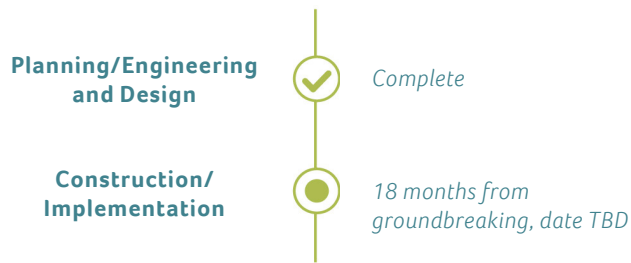 Planning/Engineering
and Design
Complete
Construction/
Implementation
18 months from
groundbreaking, date TBD